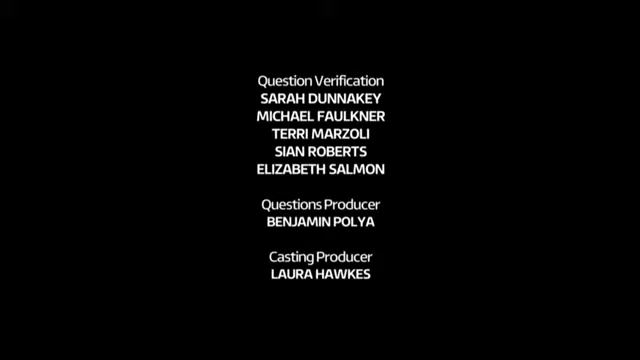 Question Verification
SARAH DUNNAKEY
MICHAEL FAULKNER
TERRI MARZOLI
SIAN ROBERTS
ELIZABETH SALMON
Questions Producer
BENJAMIN POLYA
Casting Producer
LAURA HAWKES